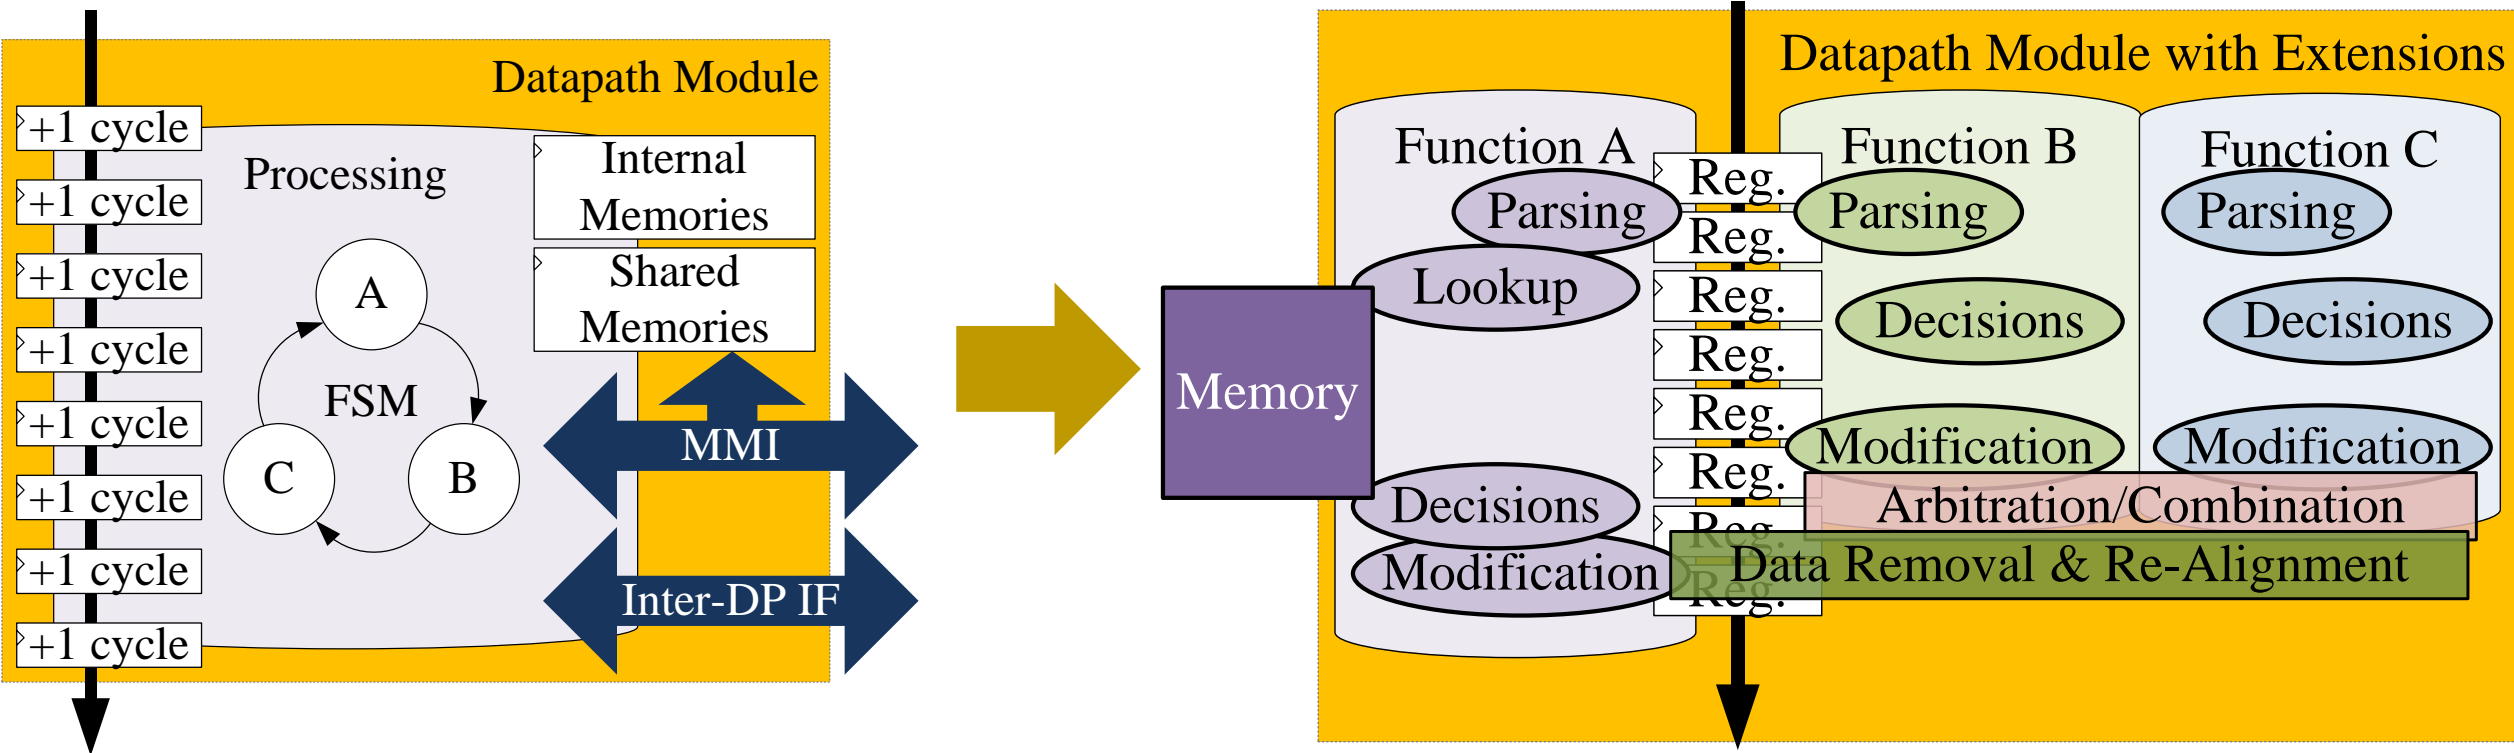 Datapath Module
+1 cycle
+1 cycle
+1 cycle
+1 cycle
+1 cycle
+1 cycle
+1 cycle
+1 cycle
Processing
A
FSM
C
B
Internal
Memories
Shared
Memories
MMI
Inter-DP IF
Datapath Module with Extensions
Memory
Function A
Parsing
Lookup
Decisions
Modification
Reg.
Reg.
Reg.
Reg.
Reg.
Reg.
Reg.
Reg.
Function B
Parsing
Decisions
Modification
Function C
Parsing
Decisions
Modification
Arbitration/Combination
Data Removal & Re-Alignment